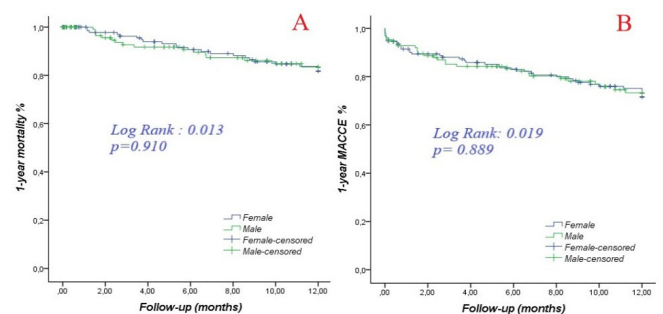 A
1-year mortality %
1,0
0,8
0,6
0,4
0,2
0,0
Log Rank : 0.013
p=0.910
Female
Male
Female-censored
Male-censored
,00
2,00
4,00
6,00
8,00
10,00
12,00
Follow-up (months)
B
1-year MACCE %
1,0
0,8
0,6
0,4
0,2
0,0
Log Rank: 0.019
p= 0.889
Female
Male
Female-censored
Male-censored
,00
2,00
4,00
6,00
8,00
10,00
12,00
Follow-up (months)